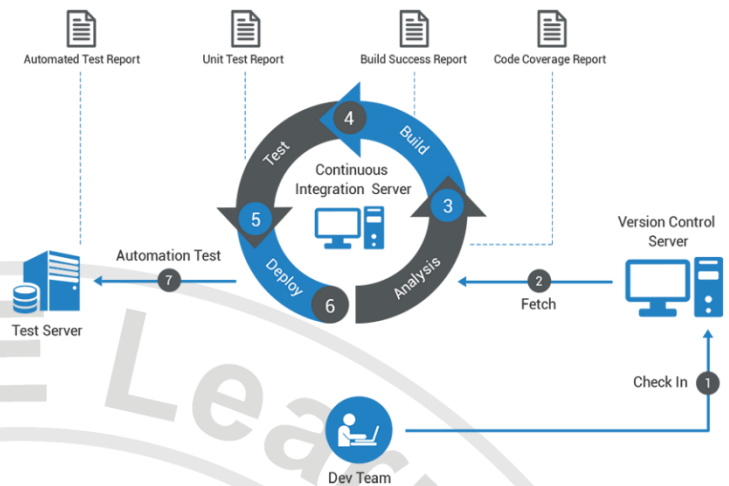 Automated Test Report
Unit Test Report
Build Success Report
Code Coverage Report
4
Build
Test
Continuous
Integration Server
3
5
Version Control
Server
Automation Test
7
Deploy
6
Analysis
2
Fetch
Test Server
Check In
1
Dev Team
E Lear